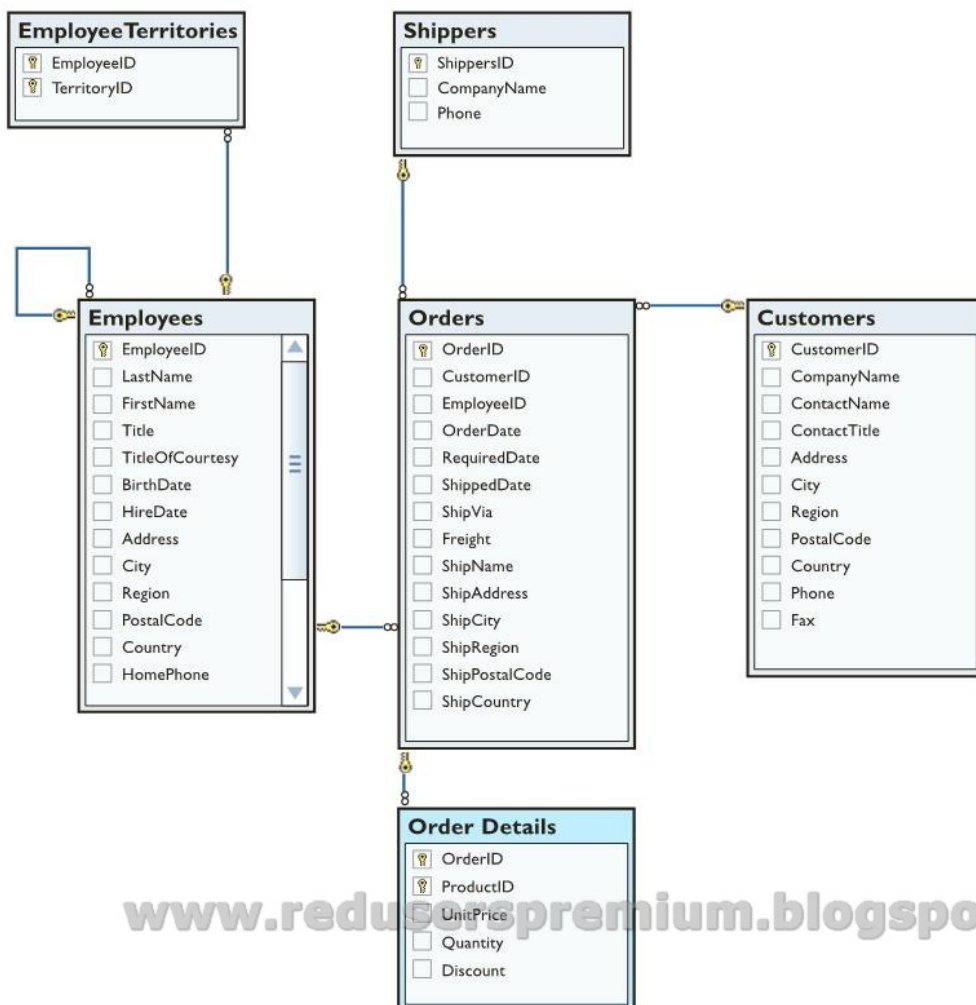 EmployeeTerritories
EmployeeID
TerritoryID
Shippers
ShippersID
CompanyName
Phone
Employees
EmployeeID
LastName
FirstName
Title
TitleOfCourtesy
BirthDate
HireDate
Address
City
Region
PostalCode
Country
HomePhone
Orders
OrderID
CustomerID
EmployeeID
OrderDate
RequiredDate
ShippedDate
ShipVia
Freight
ShipName
ShipAddress
ShipCity
ShipRegion
ShipPostalCode
ShipCountry
Customers
CustomerID
CompanyName
ContactName
ContactTitle
Address
City
Region
PostalCode
Country
Phone
Fax
Order Details
OrderID
ProductID
UnitPrice
Quantity
Discount
www.reduserspremium.blogspo